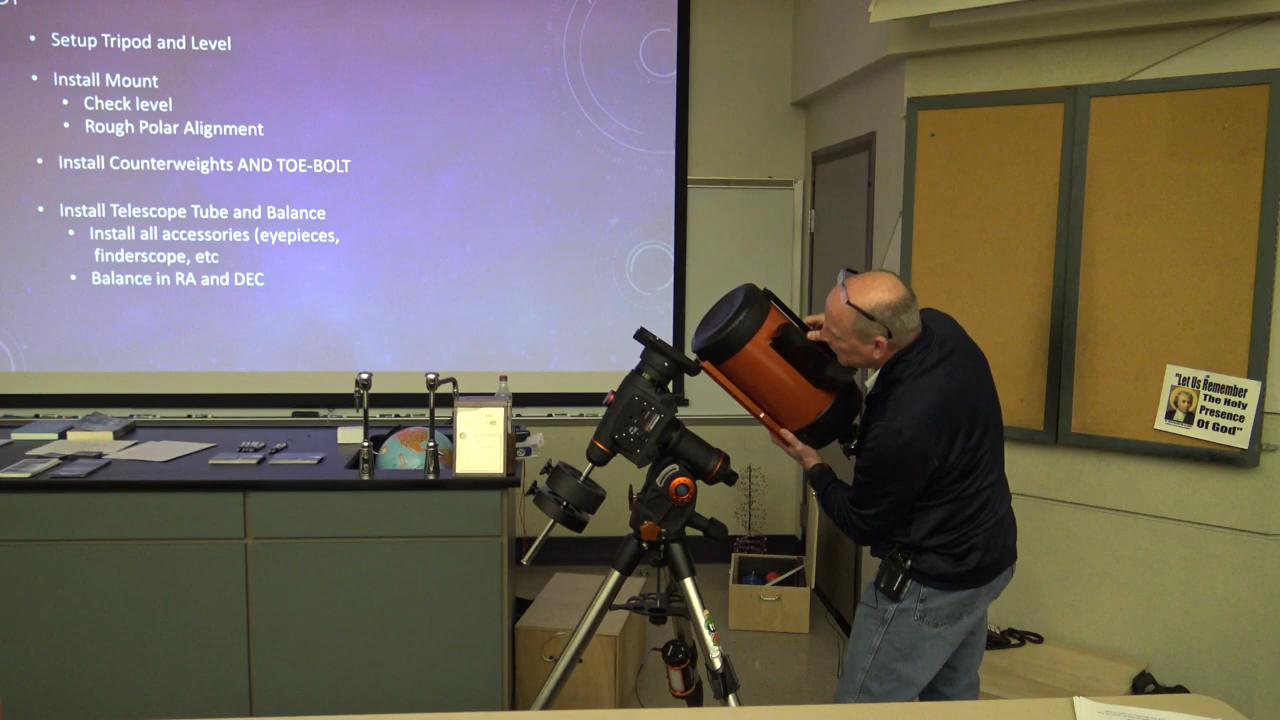 • Setup Tripod and Level
• Install Mount
• Check level
• Rough Polar Alignment
• Install Counterweights AND TOE-BOLT
• Install Telescope Tube and Balance
• Install all accessories (eyepieces,
finderscope, etc
• Balance in RA and DEC
"Let Us Remember
The Holy
Presence
Of God"